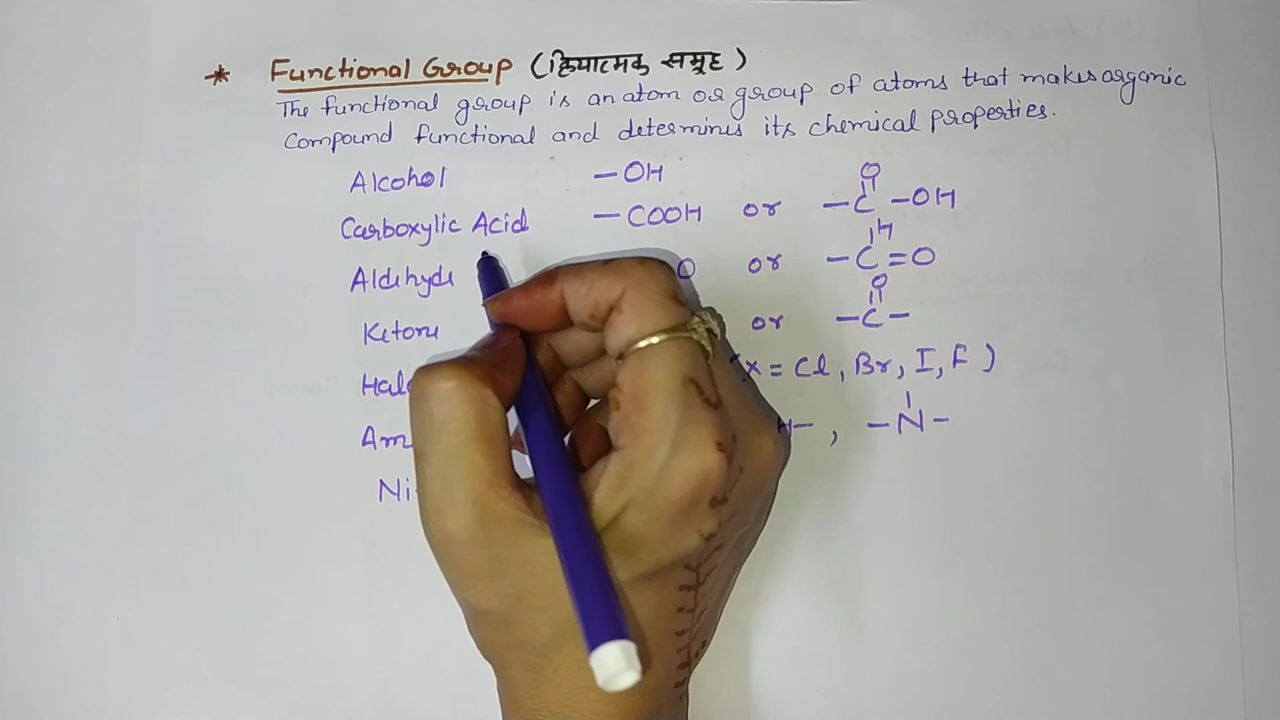 * Functional Group (क्रियात्मक समूह)
The functional group is an atom or group of atoms that makes organic
compound functional and determines its chemical properties.
Alcohol –OH
Carboxylic Acid –COOH or –C–OH
O
Aldehyde O or –C=O
H
Ketone or –C–
O
X = Cl, Br, I, F )
H– , –N–